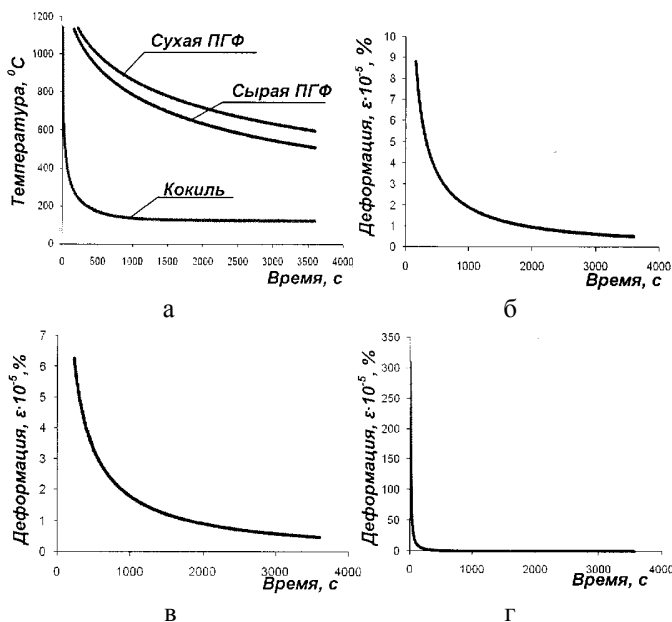 Температура, ⁰С
1200
1000
800
600
400
200
0
Сухая ПГФ
Сырая ПГФ
Кокиль
0 500 1000 1500 2000 2500 3000 3500 4000
Время, с
а
Деформация, ε·10⁻⁵, %
10
9
8
7
6
5
4
3
2
1
0
0 1000 2000 3000 4000
Время, с
б
Деформация, ε·10⁻⁵, %
7
6
5
4
3
2
1
0
0 1000 2000 3000 4000
Время, с
в
Деформация, ε·10⁻⁵, %
350
300
250
200
150
100
50
0
0 1000 2000 3000 4000
Время, с
г